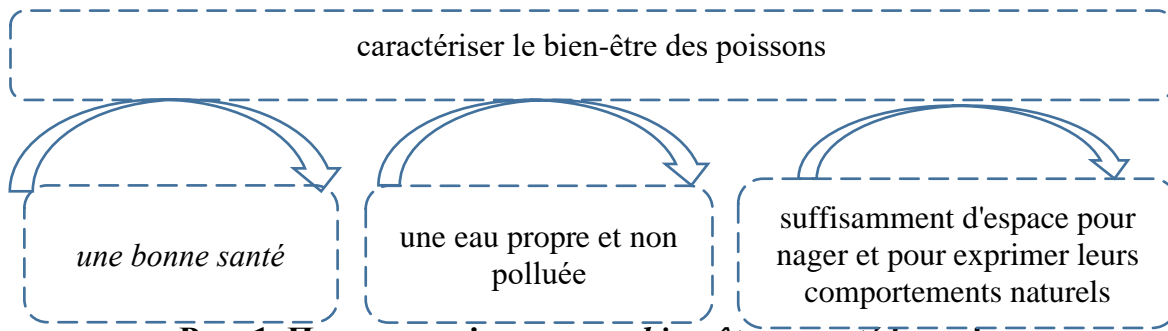 caractériser le bien-être des poissons
une bonne santé
une eau propre et non
polluée
suffisamment d'espace pour
nager et pour exprimer leurs
comportements naturels